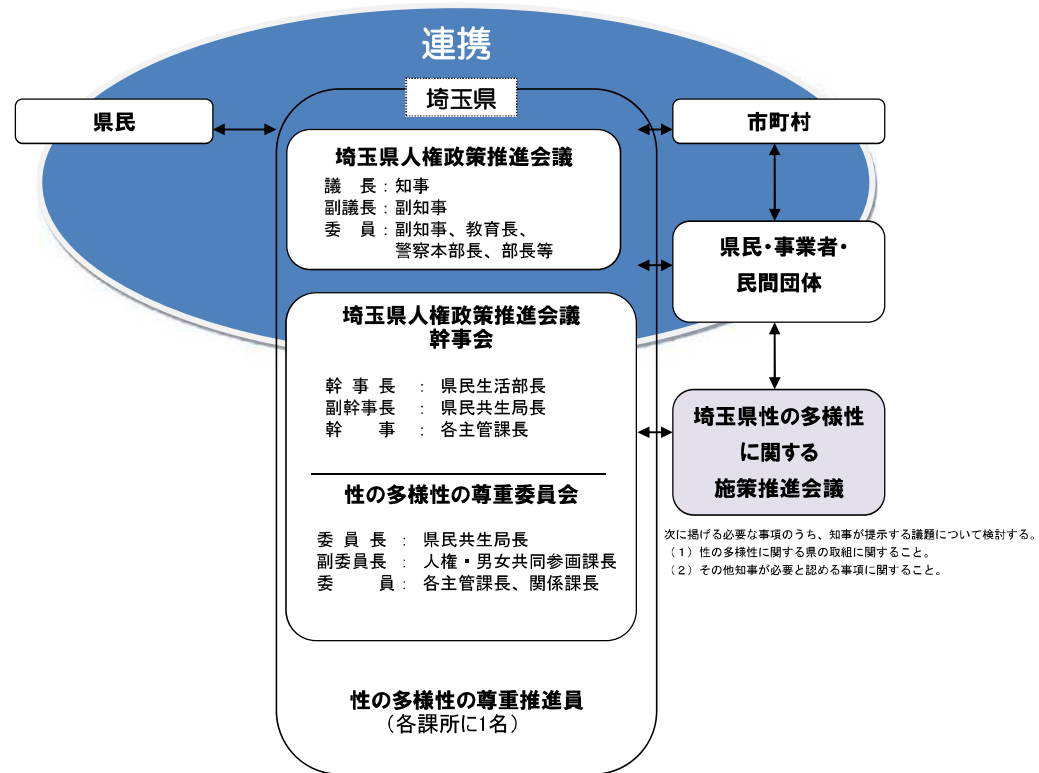 連携
埼玉県
県民
市町村
埼玉県人権政策推進会議
議　長：知事
副議長：副知事
委　員：副知事、教育長、
警察本部長、部長等
県民・事業者・
民間団体
埼玉県人権政策推進会議
幹事会
幹 事 長　：　県民生活部長
副幹事長　：　県民共生局長
幹　　事　：　各主管課長
埼玉県性の多様性
に関する
施策推進会議
性の多様性の尊重委員会
委 員 長 ：　県民共生局長
副委員長 ：　人権・男女共同参画課長
委　　員：　各主管課長、関係課長
次に掲げる必要な事項のうち、知事が提示する議題について検討する。
（１）性の多様性に関する県の取組に関すること。
（２）その他知事が必要と認める事項に関すること。
性の多様性の尊重推進員
（各課所に1名）